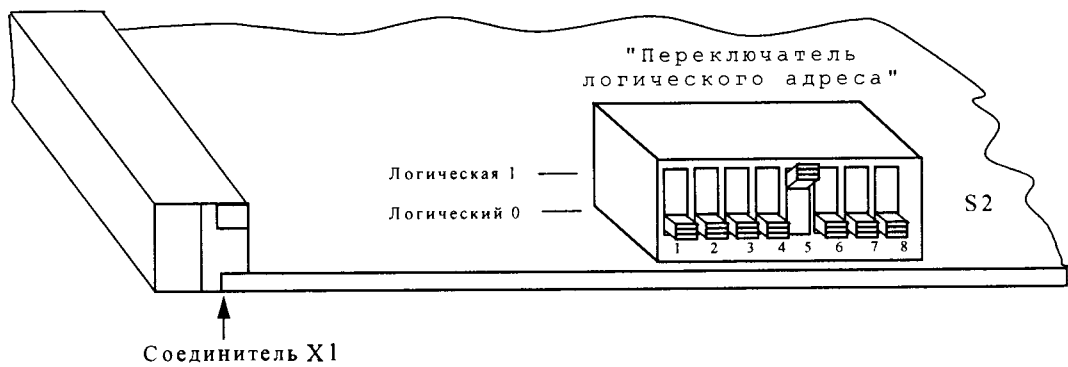 "Переключатель
логического адреса"
Логическая 1
Логический 0
S2
1 2 3 4 5 6 7 8
Соединитель X1